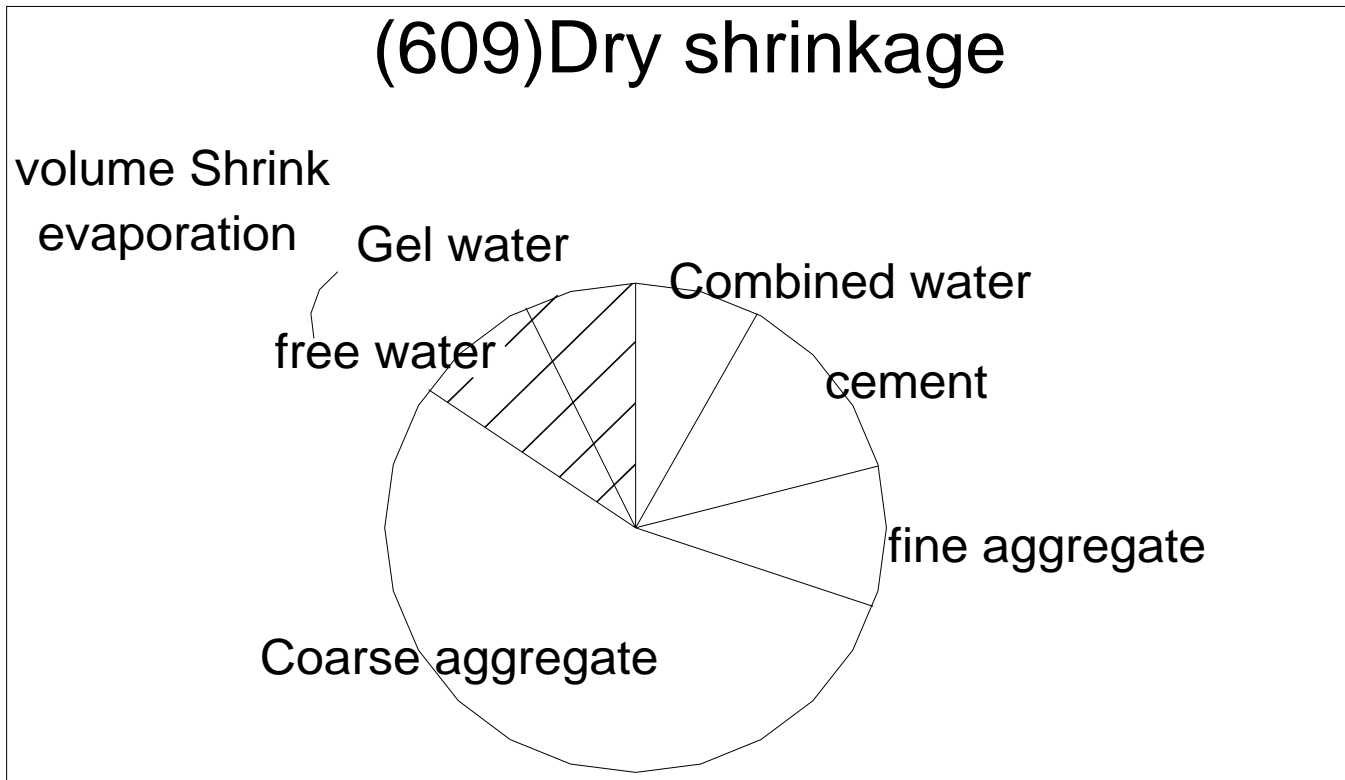 (609)Dry shrinkage
volume Shrink
evaporation
Gel water
Combined water
free water
cement
fine aggregate
Coarse aggregate